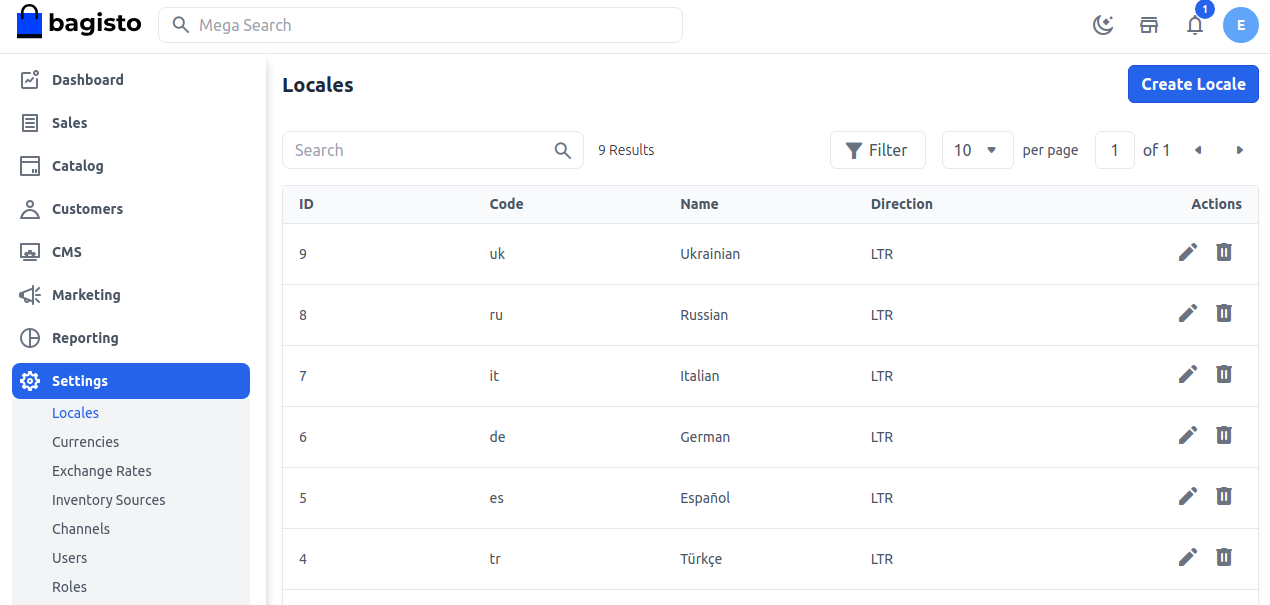 bagisto
Mega Search
1
E
Dashboard
Sales
Catalog
Customers
CMS
Marketing
Reporting
Settings
Locales
Currencies
Exchange Rates
Inventory Sources
Channels
Users
Roles
Locales
Create Locale
Search
9 Results
Filter
10
per page
1
of 1
ID Code Name Direction Actions
9 uk Ukrainian LTR
8 ru Russian LTR
7 it Italian LTR
6 de German LTR
5 es Español LTR
4 tr Türkçe LTR